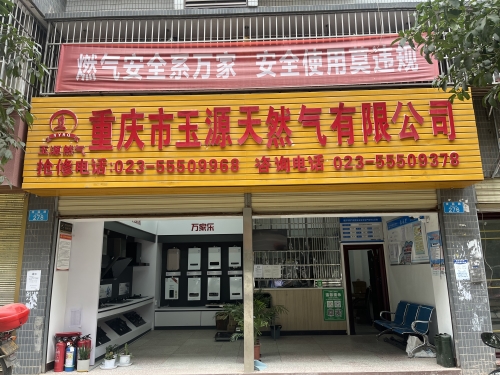 燃气安全系万家 安全使用莫违规
重庆市玉源天然气有限公司
抢修电话:023-55509968 咨询电话 023-55509378
万家乐
278
278